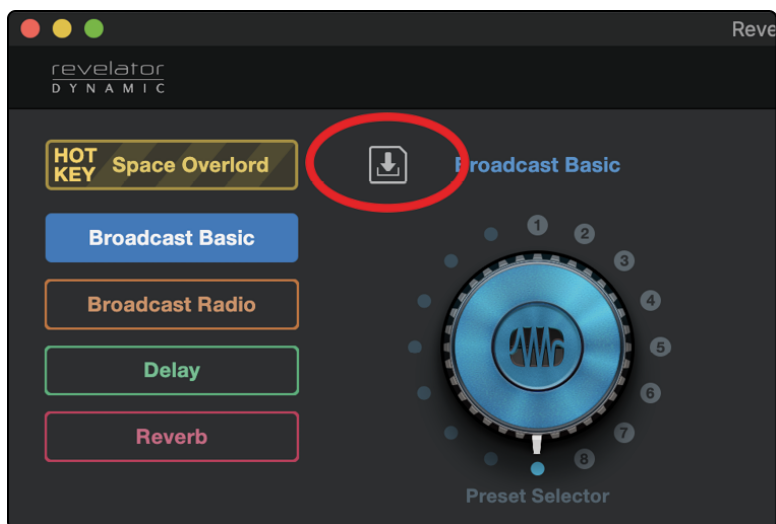 Reve
revelator
DYNAMIC
HOT KEY Space Overlord
Broadcast Basic
Broadcast Basic
Broadcast Radio
Delay
Reverb
1
2
3
4
5
6
7
8
Preset Selector